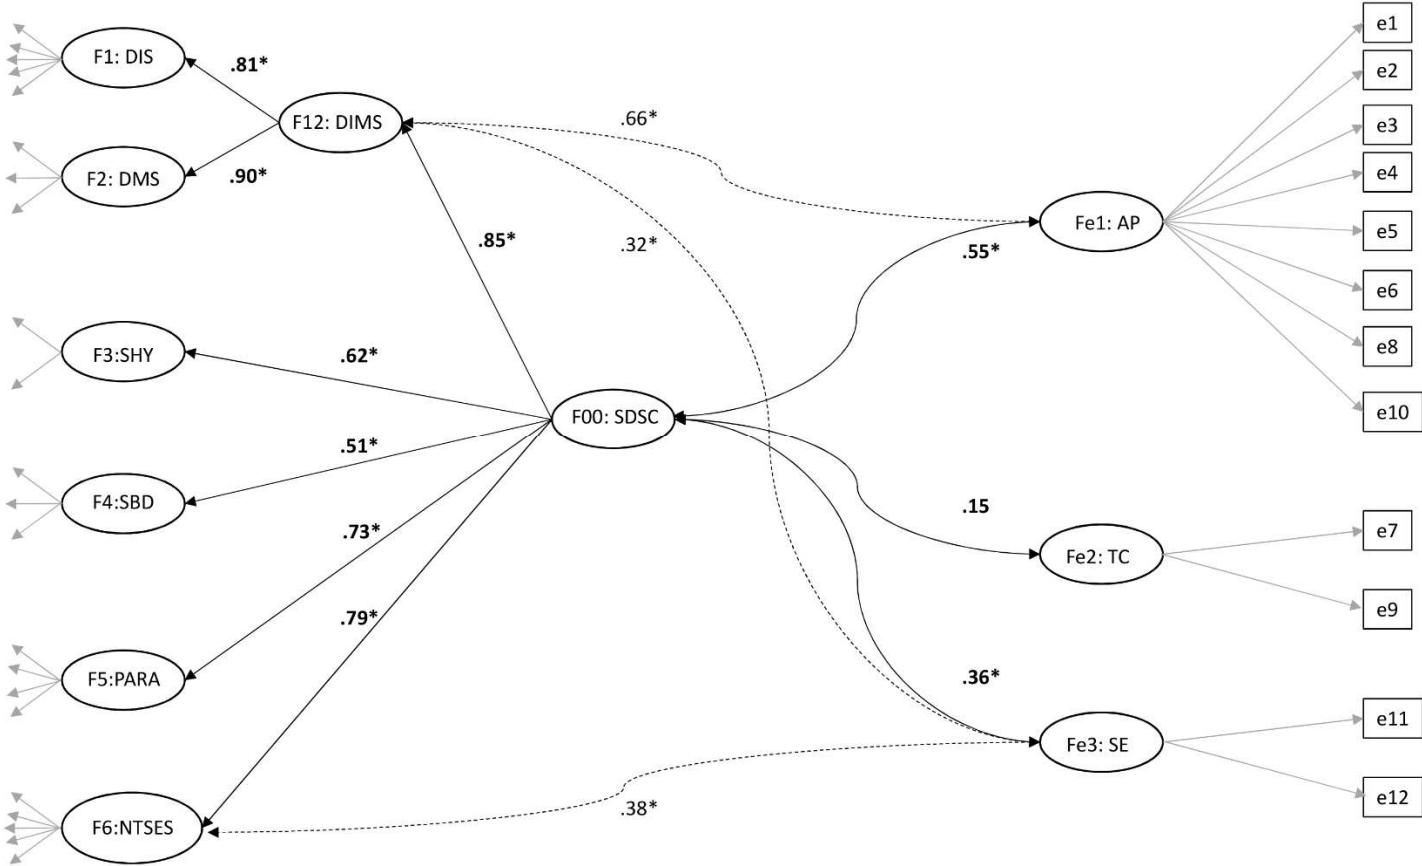 F1: DIS
.81*
F12: DIMS
F2: DMS
.90*
.66*
.32*
.85*
F3:SHY
.62*
F00: SDSC
F4:SBD
.51*
F5:PARA
.73*
F6:NTSES
.79*
.55*
Fe1: AP
e1
e2
e3
e4
e5
e6
e8
e10
.15
Fe2: TC
e7
e9
.36*
Fe3: SE
.38*
e11
e12